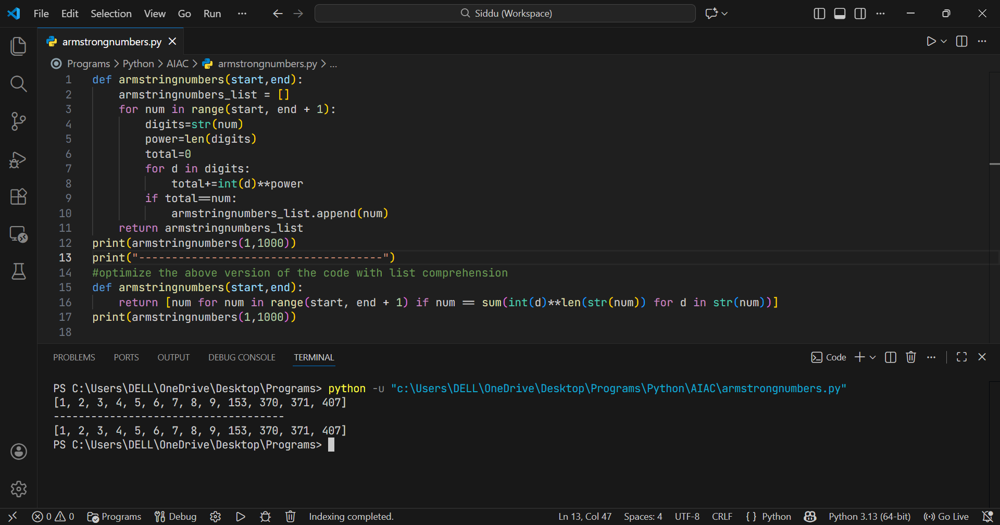 File Edit Selection View Go Run ··· Siddu (Workspace)
armstrongnumbers.py
Programs > Python > AIAC > armstrongnumbers.py > ...
1 def armstringnumbers(start,end):
2     armstringnumbers_list = []
3     for num in range(start, end + 1):
4         digits=str(num)
5         power=len(digits)
6         total=0
7         for d in digits:
8             total+=int(d)**power
9         if total==num:
10             armstringnumbers_list.append(num)
11     return armstringnumbers_list
12 print(armstringnumbers(1,1000))
13 print("-------------------------------------")
14 #optimize the above version of the code with list comprehension
15 def armstringnumbers(start,end):
16     return [num for num in range(start, end + 1) if num == sum(int(d)**len(str(num)) for d in str(num))]
17 print(armstringnumbers(1,1000))
18
PROBLEMS PORTS OUTPUT DEBUG CONSOLE TERMINAL Code
PS C:\Users\DELL\OneDrive\Desktop\Programs> python -u "c:\Users\DELL\OneDrive\Desktop\Programs\Python\AIAC\armstrongnumbers.py"
[1, 2, 3, 4, 5, 6, 7, 8, 9, 153, 370, 371, 407]
-------------------------------------
[1, 2, 3, 4, 5, 6, 7, 8, 9, 153, 370, 371, 407]
PS C:\Users\DELL\OneDrive\Desktop\Programs>
0 0 Programs Debug Indexing completed. Ln 13, Col 47 Spaces: 4 UTF-8 CRLF { } Python Python 3.13 (64-bit) Go Live